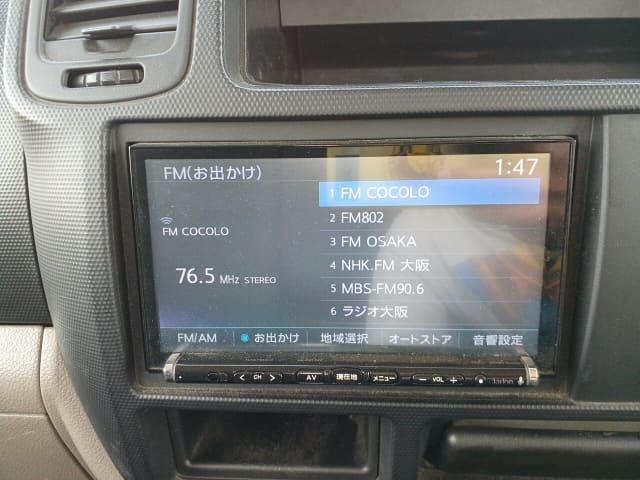 FM(お出かけ)
1:47
FM COCOLO
76.5 MHz STEREO
1 FM COCOLO
2 FM802
3 FM OSAKA
4 NHK.FM 大阪
5 MBS-FM90.6
6 ラジオ大阪
FM/AM お出かけ 地域選択 オートストア 音響設定
< CH > AV 現在地 メニュー − VOL +